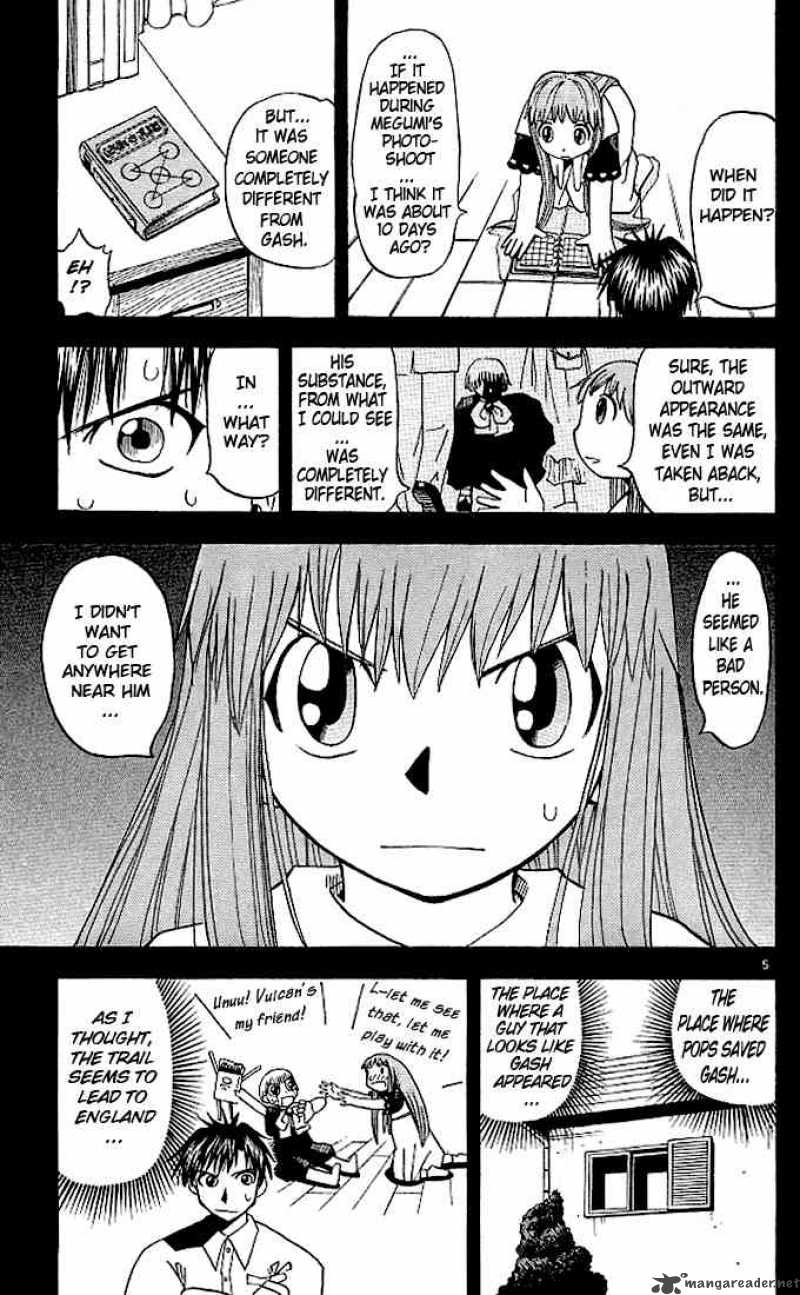 WHEN
DID IT
HAPPEN?
...
IF IT
HAPPENED
DURING
MEGUMI'S
PHOTO-
SHOOT
...
I THINK IT
WAS ABOUT
10 DAYS
AGO?
BUT...
IT WAS
SOMEONE
COMPLETELY
DIFFERENT
FROM
GASH.
EH
!?
SURE, THE
OUTWARD
APPEARANCE
WAS THE SAME,
EVEN I WAS
TAKEN ABACK,
BUT...
HIS
SUBSTANCE,
FROM WHAT
I COULD SEE
...
WAS
COMPLETELY
DIFFERENT.
IN
...
WHAT
WAY?
...
HE
SEEMED
LIKE A
BAD
PERSON.
I DIDN'T
WANT
TO GET
ANYWHERE
NEAR HIM
...
5
THE
PLACE WHERE
POPS SAVED
GASH...
THE PLACE
WHERE A
GUY THAT
LOOKS LIKE
GASH
APPEARED
...
L-let me see
that, let me
play with it!
Unuu! Vulcan's
my friend!
AS I
THOUGHT,
THE TRAIL
SEEMS TO
LEAD TO
ENGLAND
...
mangareader.net